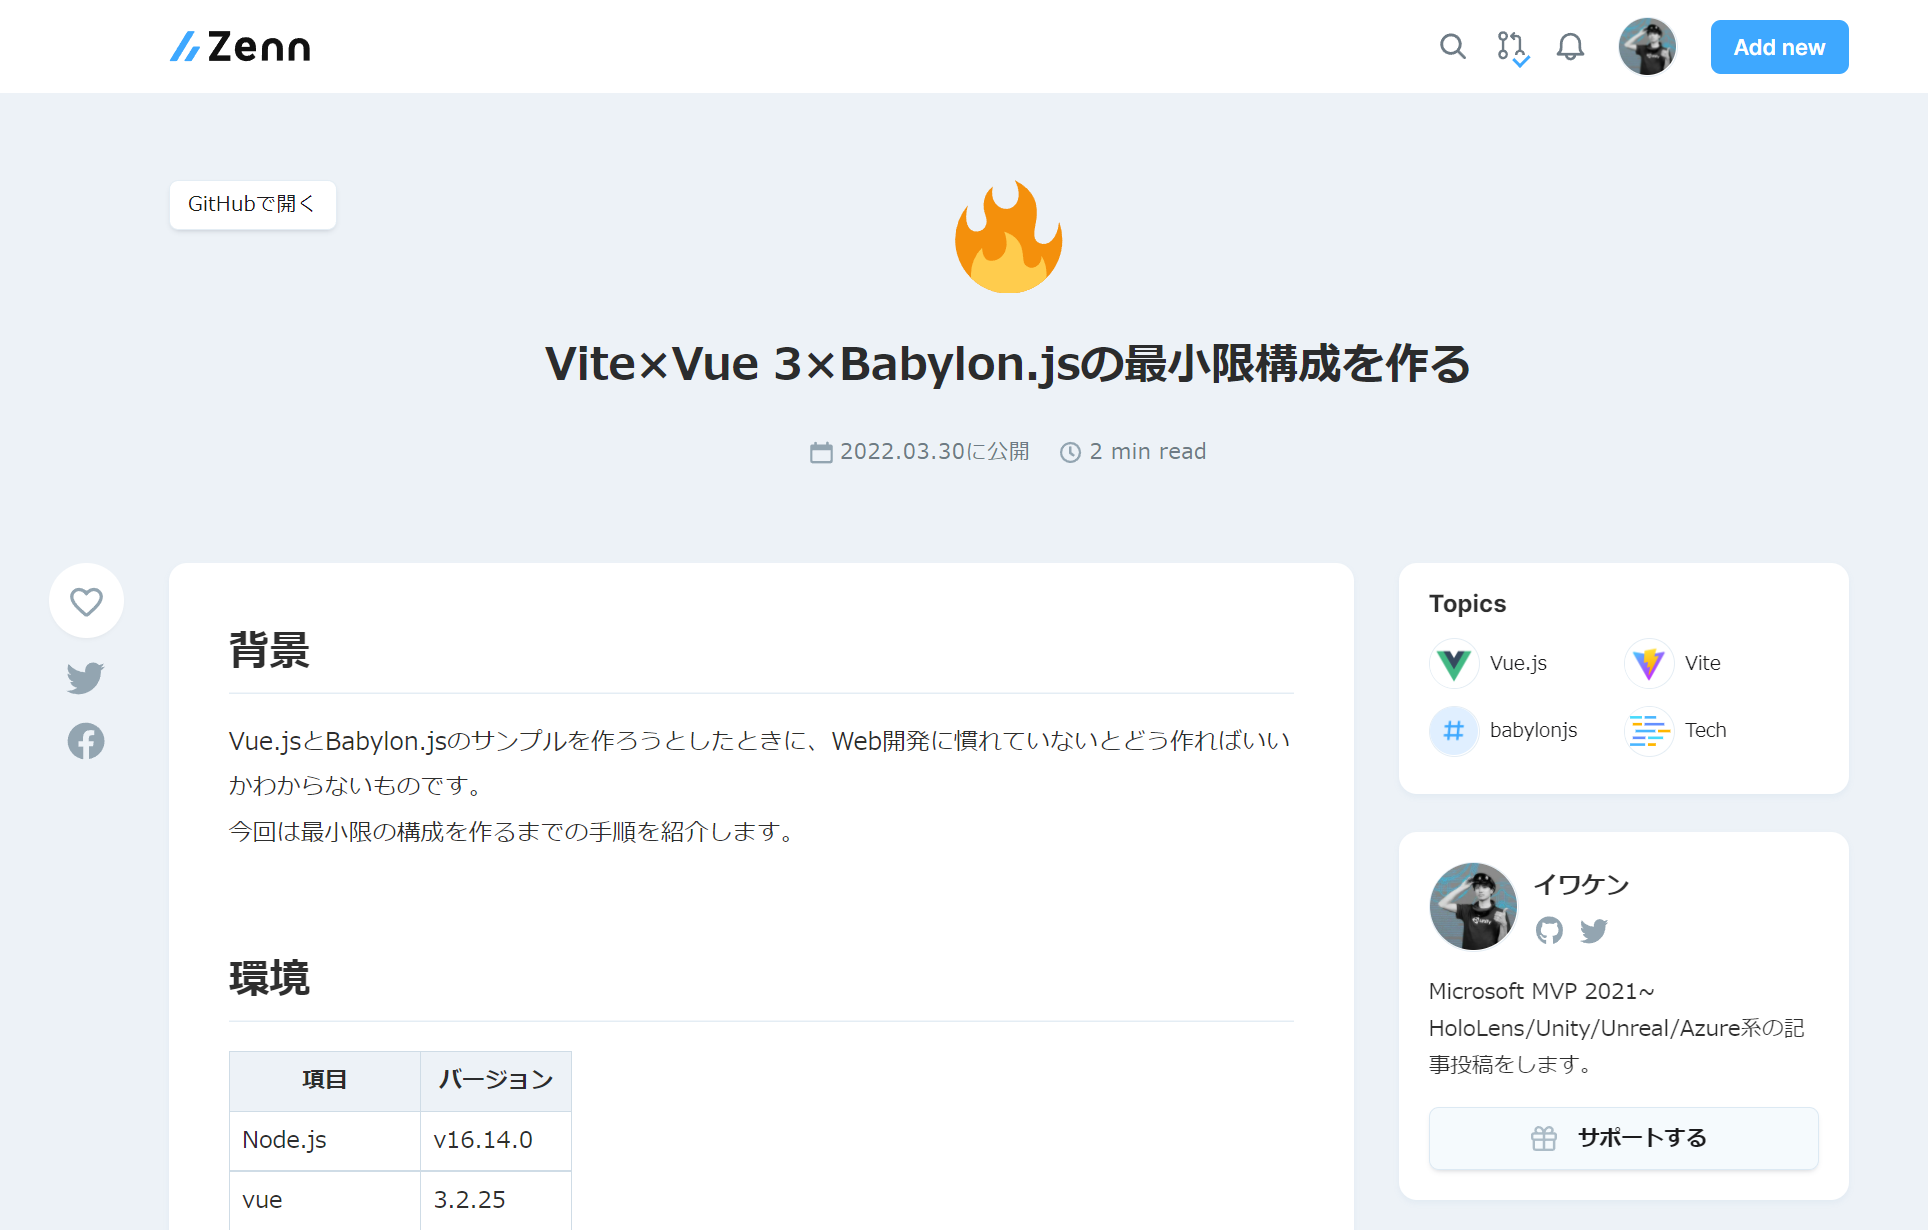 Zenn
Add new
GitHubで開く
Vite×Vue 3×Babylon.jsの最小限構成を作る
2022.03.30に公開
2 min read
背景
Vue.jsとBabylon.jsのサンプルを作ろうとしたときに、Web開発に慣れていないとどう作ればいい
かわからないものです。
今回は最小限の構成を作るまでの手順を紹介します。
環境
項目 バージョン
Node.js v16.14.0
vue 3.2.25
Topics
Vue.js
Vite
babylonjs
Tech
イワケン
Microsoft MVP 2021~
HoloLens/Unity/Unreal/Azure系の記
事投稿をします。
サポートする